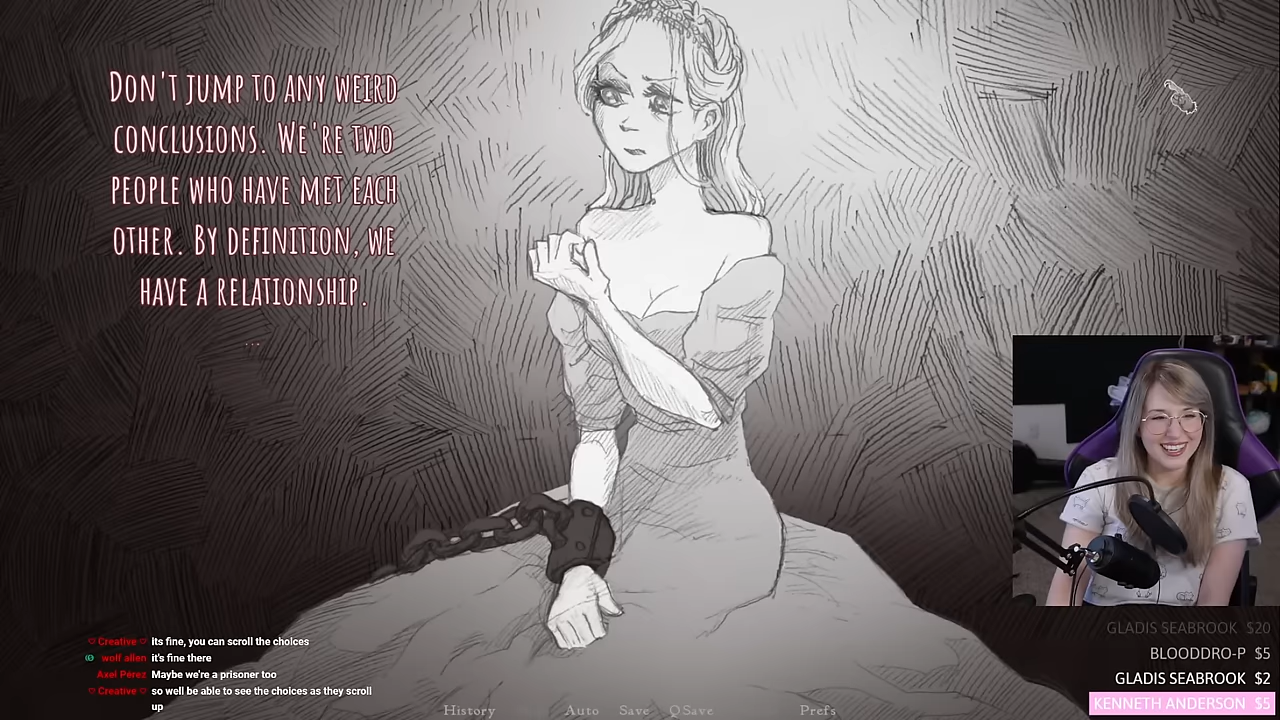 Don't jump to any weird
conclusions. We're two
people who have met each
other. By definition, we
have a relationship.
...
♡ Creative ♡ its fine, you can scroll the choices
wolf allen it's fine there
Axel Perez Maybe we're a prisoner too
♡ Creative ♡ so well be able to see the choices as they scroll
up
GLADIS SEABROOK $20
BLOODDRO-P $5
GLADIS SEABROOK $2
KENNETH ANDERSON $5
History Auto Save Q.Save Prefs